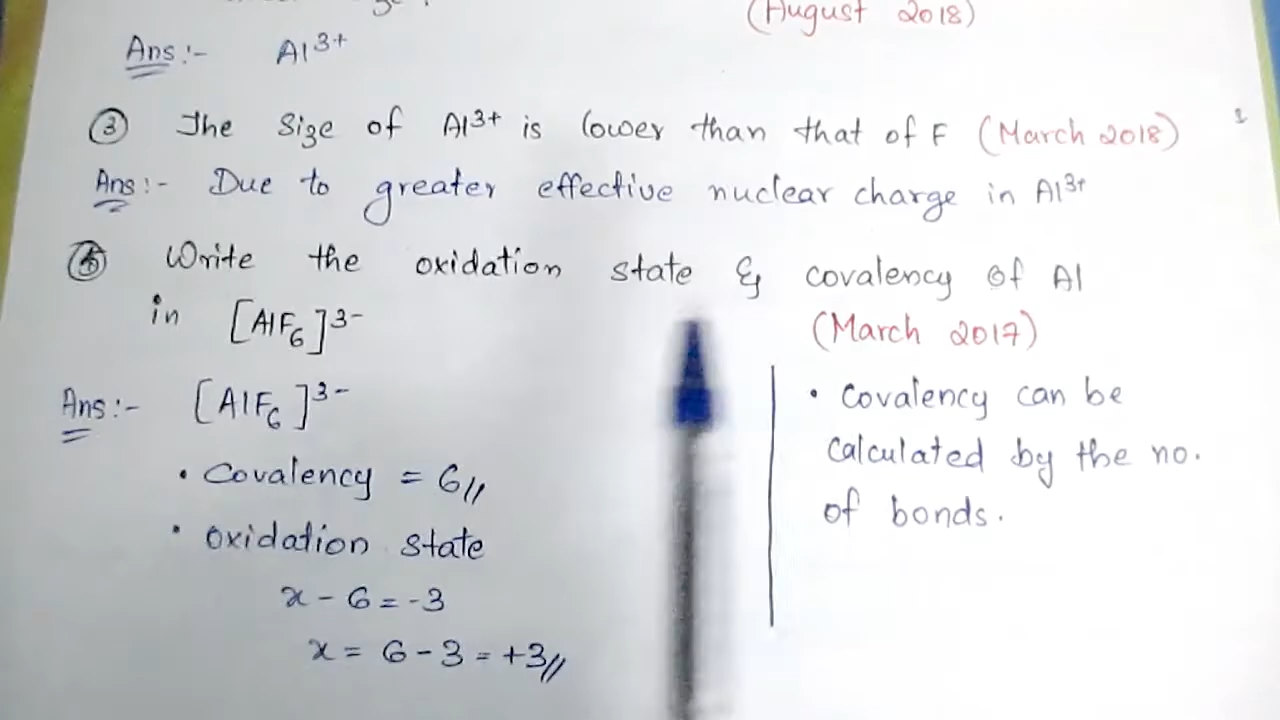 (August 2018)
Ans:- Al3+
③ The Size of Al3+ is lower than that of F (March 2018)
Ans:- Due to greater effective nuclear charge in Al3+
⑤ Write the oxidation state & covalency of Al
in [AlF6]3-
(March 2017)
Ans:- [AlF6]3-
• Covalency = 6//
• oxidation state
x - 6 = -3
x = 6 - 3 = +3//
• Covalency can be
calculated by the no.
of bonds.